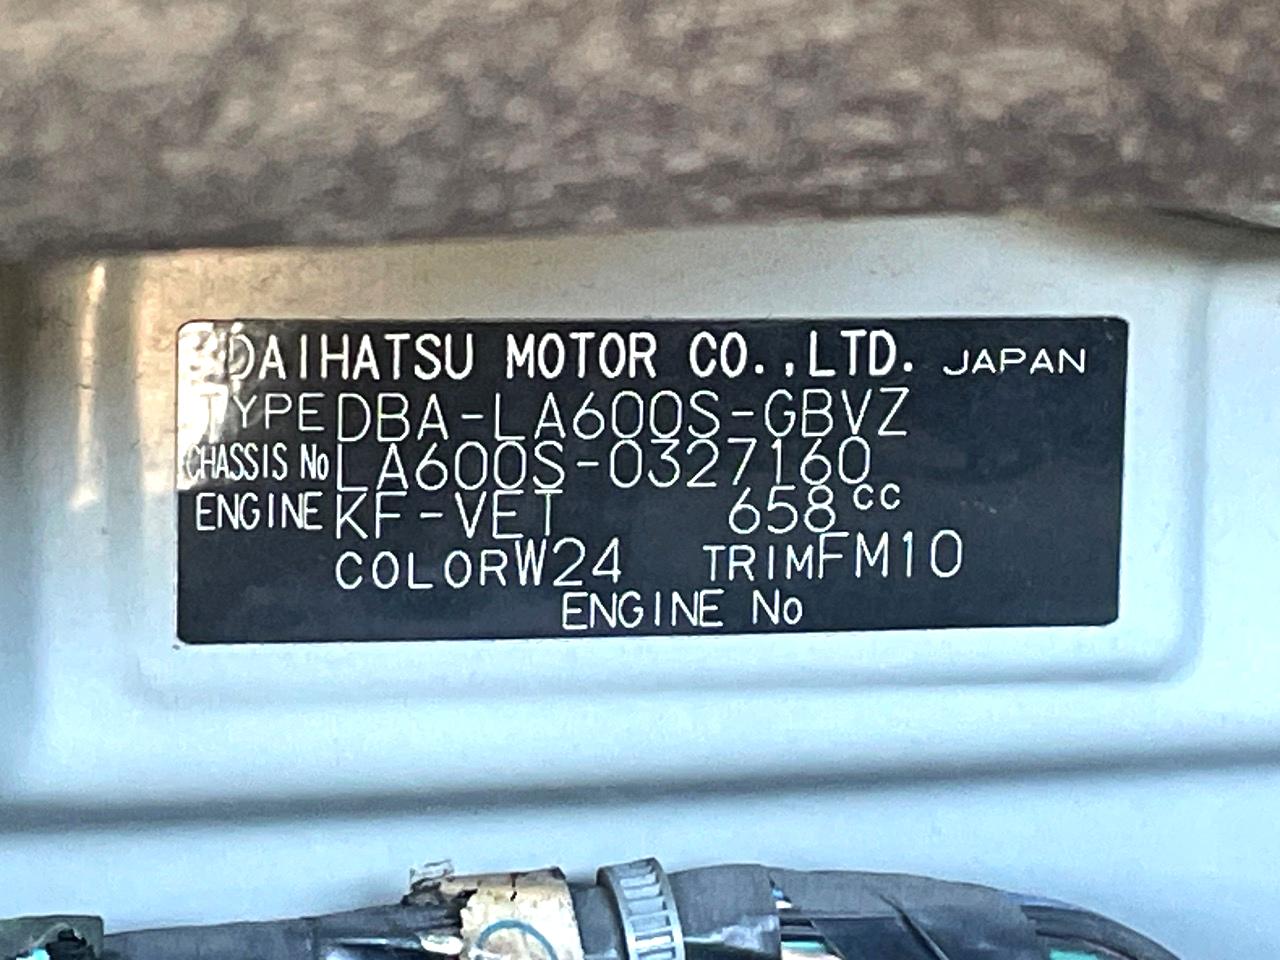 DAIHATSU MOTOR CO.,LTD. JAPAN
TYPE DBA-LA600S-GBVZ
CHASSIS No LA600S-0327160
ENGINE KF-VET 658cc
COLOR W24 TRIM FM10
ENGINE No